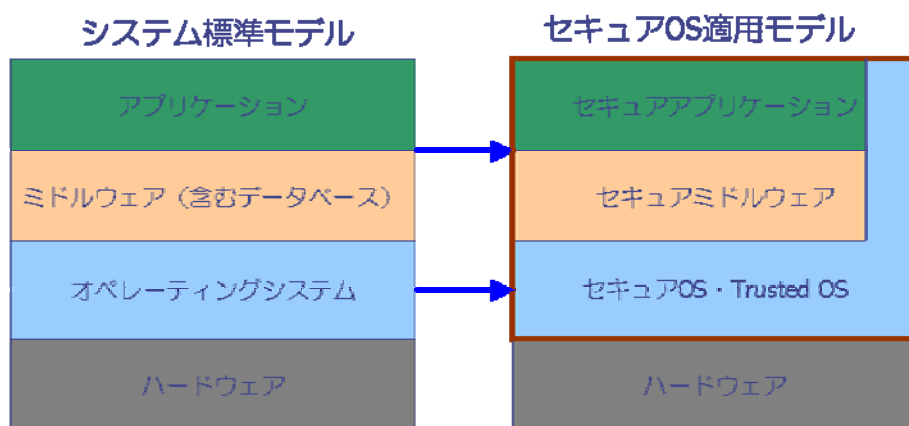 システム標準モデル
セキュアOS適用モデル
アプリケーション
セキュアアプリケーション
ミドルウェア（含むデータベース）
セキュアミドルウェア
オペレーティングシステム
セキュアOS・Trusted OS
ハードウェア
ハードウェア